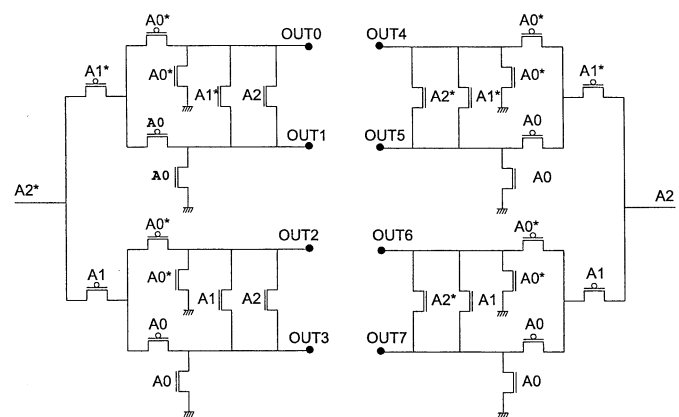 A0* OUT0 OUT4 A0*
A1* A0* A1* A2 A2* A1* A0* A1*
A0 OUT1 OUT5 A0
A0 A0
A2* A2
A0* OUT2 OUT6 A0*
A1 A0* A1 A2 A2* A1 A0* A1
A0 OUT3 OUT7 A0
A0 A0